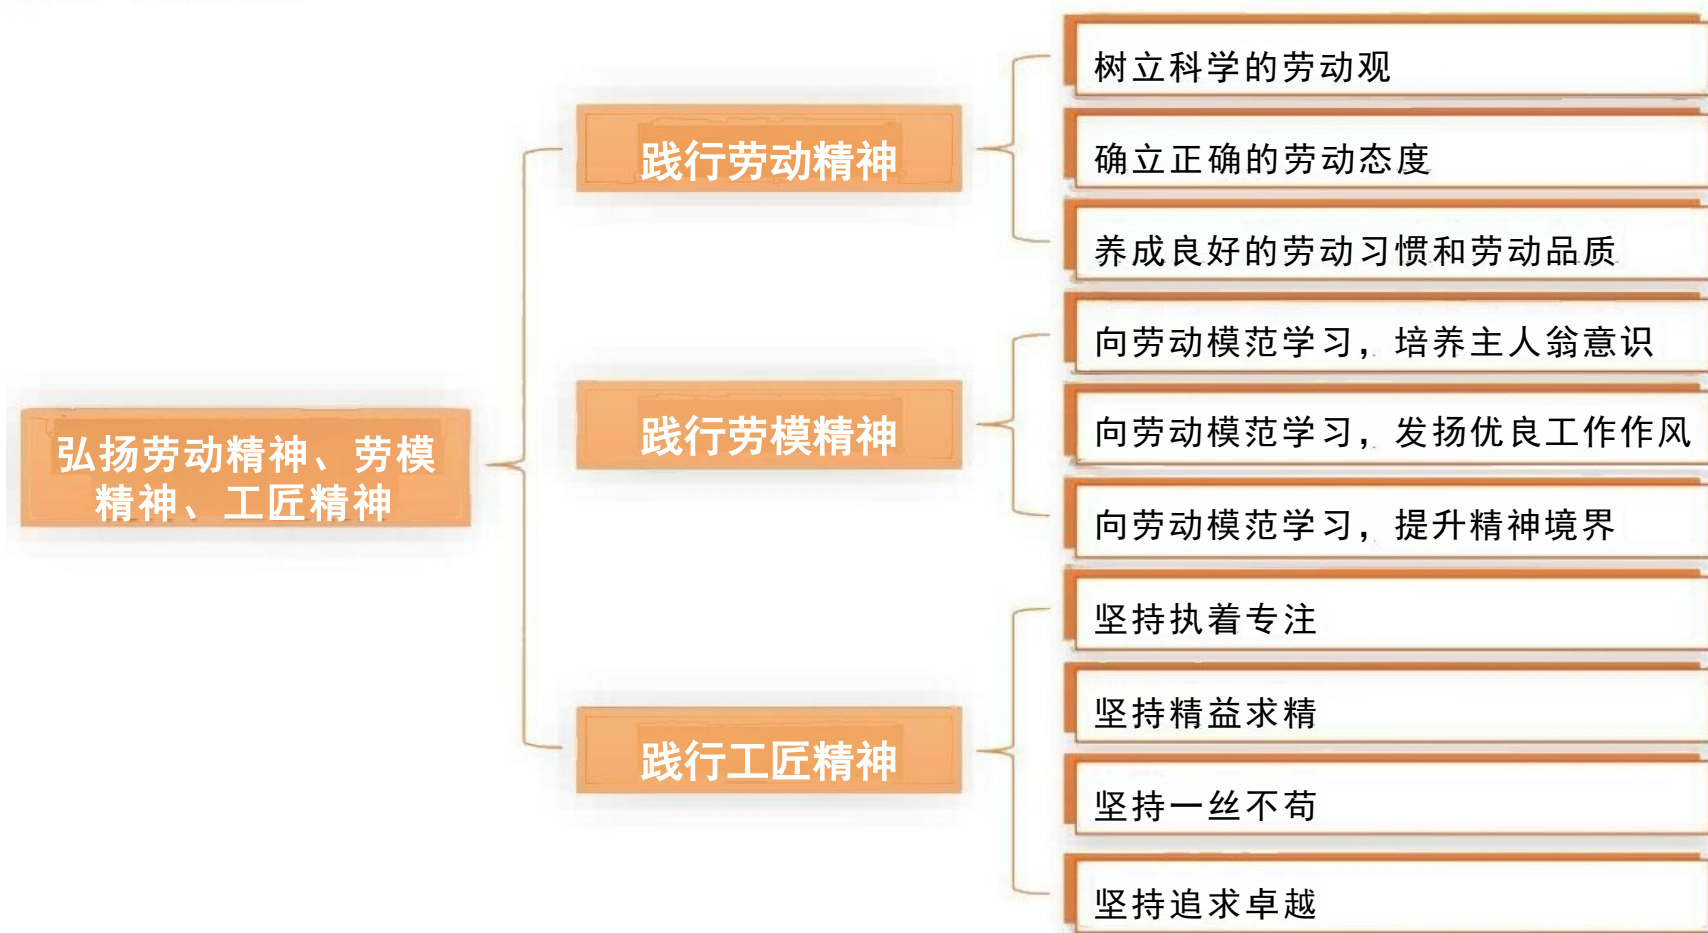 弘扬劳动精神、劳模
精神、工匠精神
践行劳动精神
树立科学的劳动观
确立正确的劳动态度
养成良好的劳动习惯和劳动品质
践行劳模精神
向劳动模范学习，培养主人翁意识
向劳动模范学习，发扬优良工作作风
向劳动模范学习，提升精神境界
践行工匠精神
坚持执着专注
坚持精益求精
坚持一丝不苟
坚持追求卓越